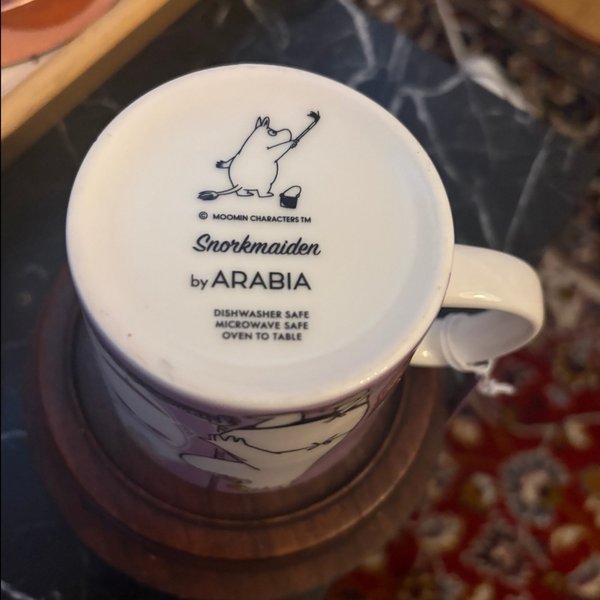 © MOOMIN CHARACTERS TM
Snorkmaiden
by ARABIA
DISHWASHER SAFE
MICROWAVE SAFE
OVEN TO TABLE